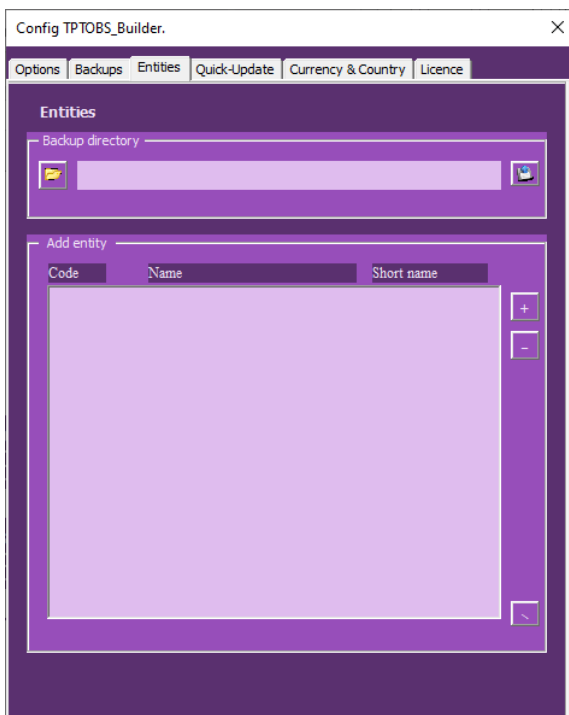 Config TPTOBS_Builder.
Options Backups Entities Quick-Update Currency & Country Licence
Entities
Backup directory
Add entity
Code Name Short name
+
-